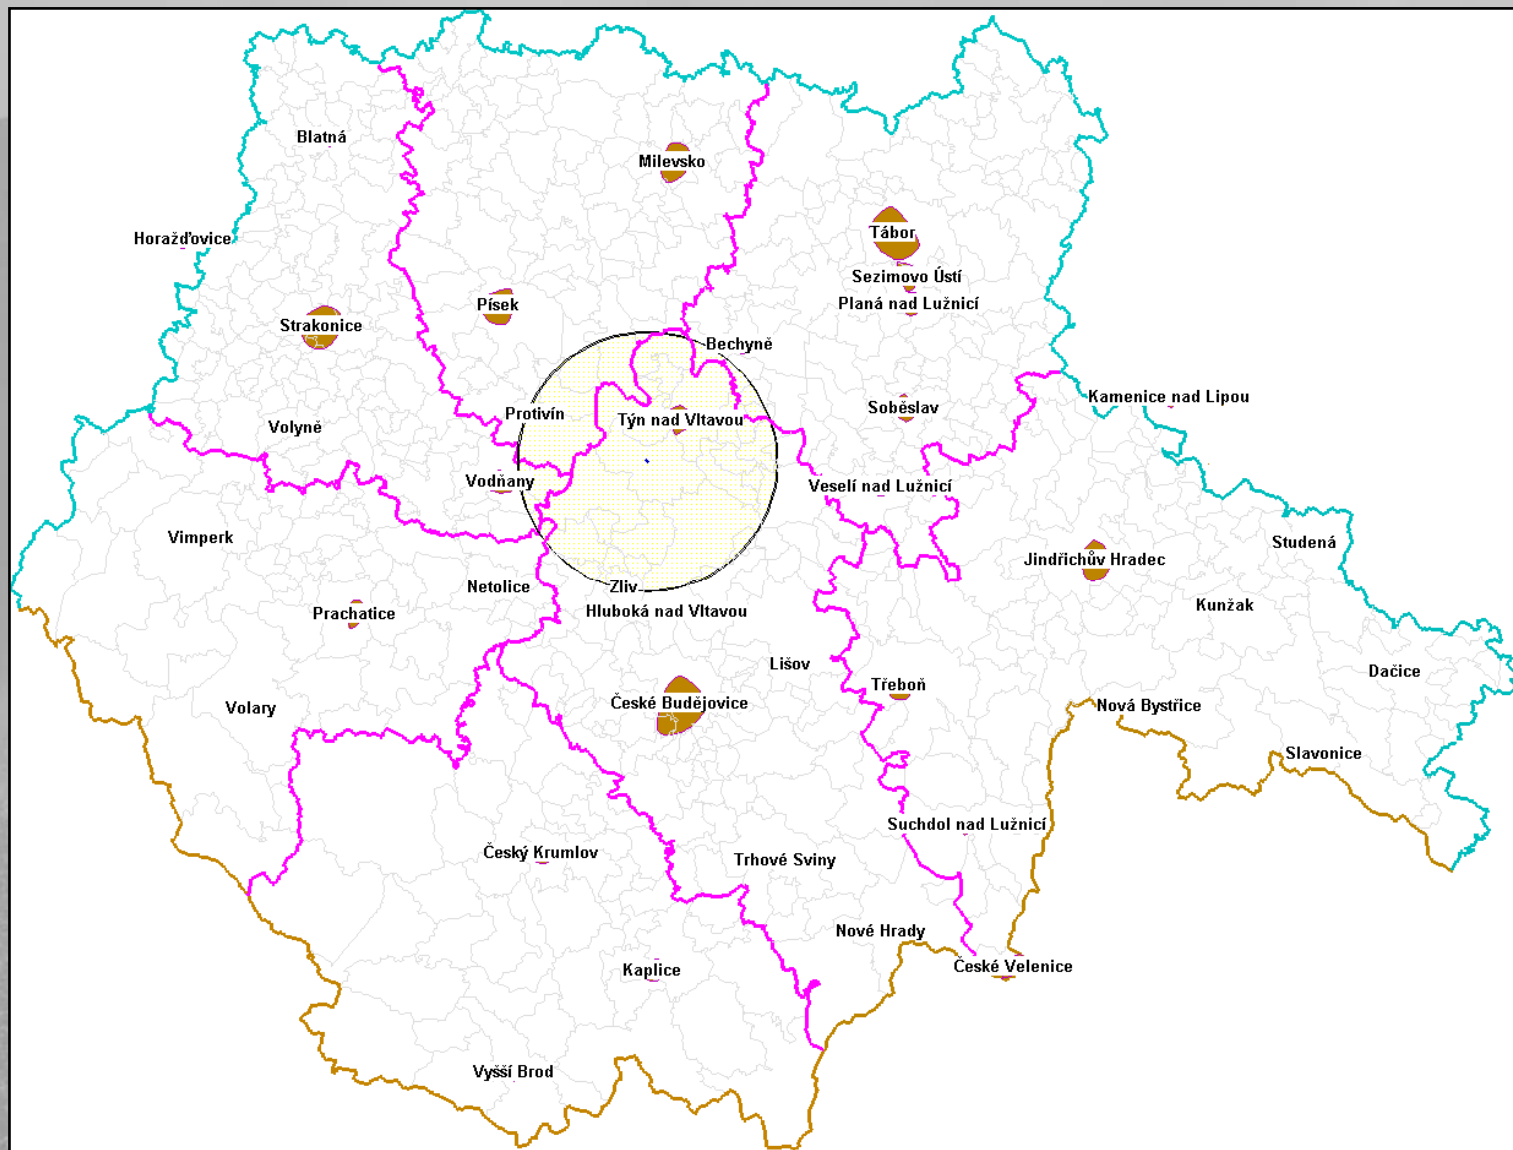 Blatná
Milevsko
Horažďovice
Tábor
Sezimovo Ústí
Planá nad Lužnicí
Písek
Strakonice
Bechyně
Kamenice nad Lipou
Soběslav
Protivín
Týn nad Vltavou
Volyně
Vodňany
Veselí nad Lužnicí
Vimperk
Studená
Jindřichův Hradec
Netolice
Zliv
Kunžak
Prachatice
Hluboká nad Vltavou
Lišov
Dačice
Třeboň
České Budějovice
Volary
Nová Bystřice
Slavonice
Suchdol nad Lužnicí
Český Krumlov
Trhové Sviny
Nové Hrady
České Velenice
Kaplice
Vyšší Brod